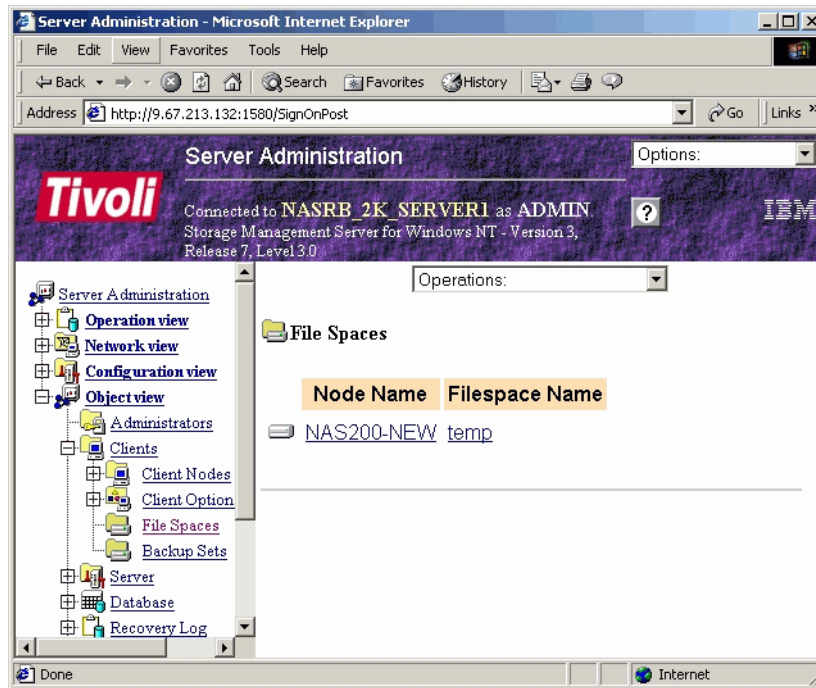 Server Administration - Microsoft Internet Explorer
File Edit View Favorites Tools Help
Back Search Favorites History
Address http://9.67.213.132:1580/SignOnPost Go Links »
Server Administration
Options:
Tivoli
Connected to NASRB_2K_SERVER1 as ADMIN.
Storage Management Server for Windows NT - Version 3,
Release 7, Level 3.0
?
IBM
Operations:
Server Administration
Operation view
Network view
Configuration view
Object view
Administrators
Clients
Client Nodes
Client Option
File Spaces
Backup Sets
Server
Database
Recovery Log
File Spaces
Node Name Filespace Name
NAS200-NEW temp
Done Internet